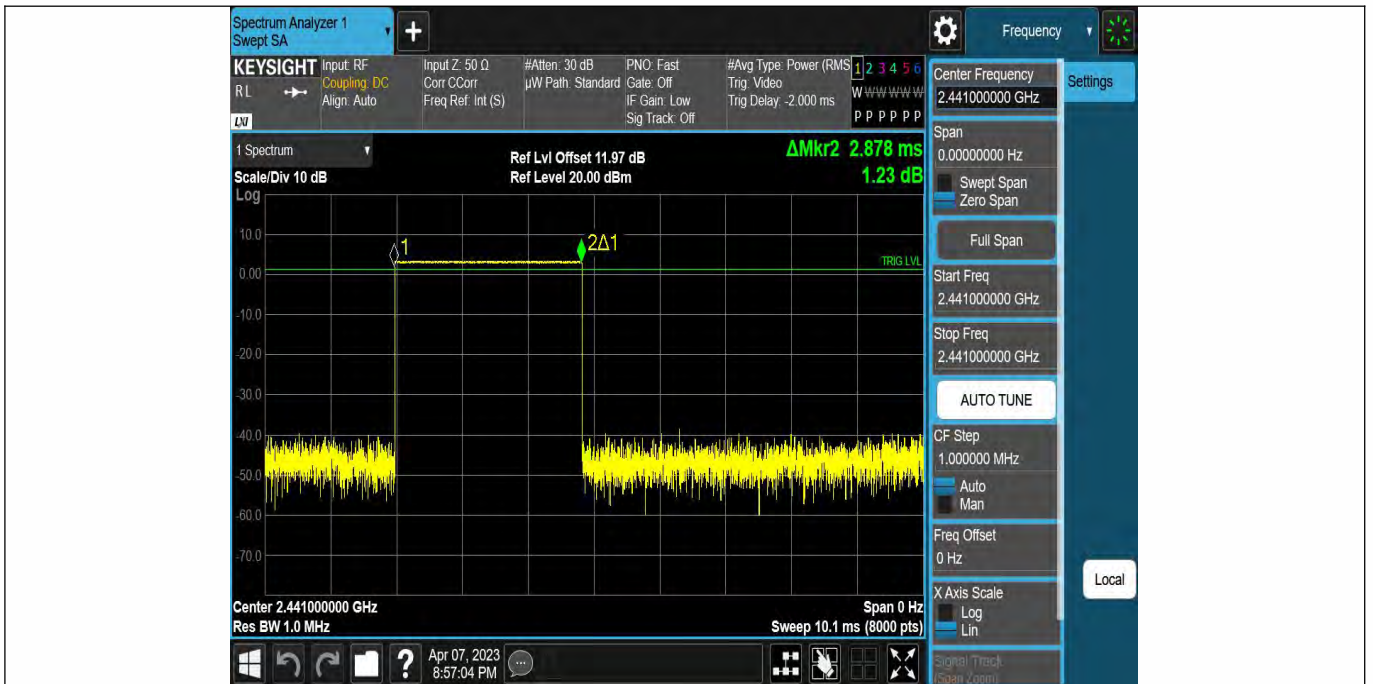 Spectrum Analyzer 1
Swept SA
+
Frequency
KEYSIGHT
RL
LXI
Input: RF
Coupling: DC
Align: Auto
Input Z: 50 Ω
Corr CCorr
Freq Ref: Int (S)
#Atten: 30 dB
µW Path: Standard
PNO: Fast
Gate: Off
IF Gain: Low
Sig Track: Off
#Avg Type: Power (RMS
Trig: Video
Trig Delay: -2.000 ms
1 2 3 4 5 6
W W W W W W
P P P P P P
1 Spectrum
Scale/Div 10 dB
Ref Lvl Offset 11.97 dB
Ref Level 20.00 dBm
ΔMkr2 2.878 ms
1.23 dB
Log
10.0
0.00
-10.0
-20.0
-30.0
-40.0
-50.0
-60.0
-70.0
1
2Δ1
TRIG LVL
Center 2.441000000 GHz
Res BW 1.0 MHz
Span 0 Hz
Sweep 10.1 ms (8000 pts)
Center Frequency
2.441000000 GHz
Settings
Span
0.00000000 Hz
Swept Span
Zero Span
Full Span
Start Freq
2.441000000 GHz
Stop Freq
2.441000000 GHz
AUTO TUNE
CF Step
1.000000 MHz
Auto
Man
Freq Offset
0 Hz
X Axis Scale
Log
Lin
Signal Track
(Span Zoom)
Local
?
Apr 07, 2023
8:57:04 PM